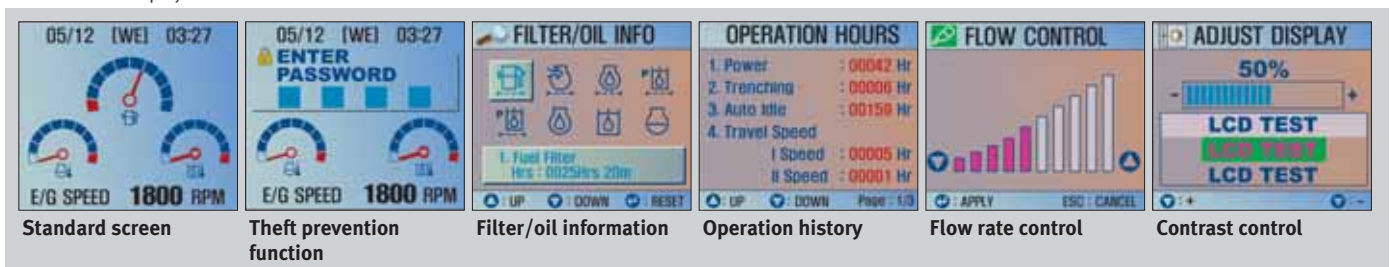 05/12 [WE] 03:27
E/G SPEED 1800 RPM
Standard screen
05/12 [WE] 03:27
ENTER
PASSWORD
E/G SPEED 1800 RPM
Theft prevention
function
FILTER/OIL INFO
P
P
1. Fuel Filter
Hrs : 0025Hrs 20m
: UP : DOWN : RESET
Filter/oil information
OPERATION HOURS
1. Power : 00042 Hr
2. Trenching : 00006 Hr
3. Auto Idle : 00159 Hr
4. Travel Speed
I Speed : 00005 Hr
II Speed : 00001 Hr
: UP : DOWN Page : 1/3
Operation history
FLOW CONTROL
: APPLY ESC : CANCEL
Flow rate control
ADJUST DISPLAY
50%
- +
LCD TEST
LCD TEST
LCD TEST
: + : -
Contrast control